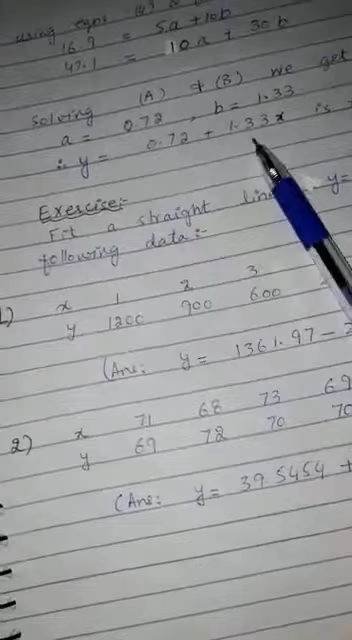 using eqns
16.9 = 5a + 10b
47.1 = 10a + 30b
Solving (A) & (B) we get
a = 0.72, b = 1.33
∴ y = 0.72 + 1.33x is
Exercise:-
Fit a straight line y=
following data:-
1) x 1 2 3
y 1200 900 600
(Ans: y = 1361.97 -
2) x 71 68 73 69
y 69 72 70 70
(Ans: y = 39.5454 +